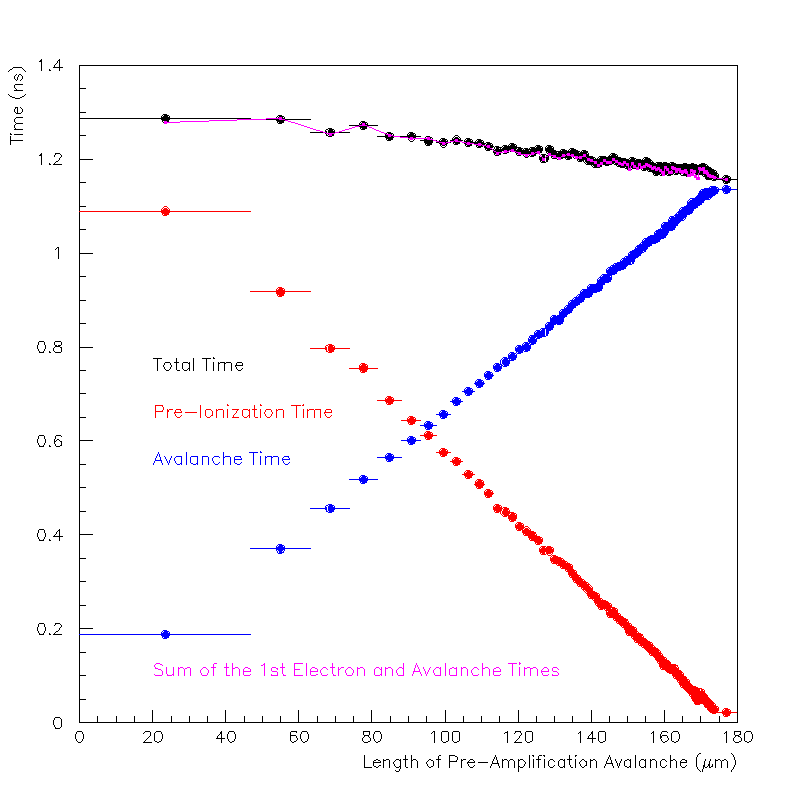 Time (ns)
1.4
1.2
1
0.8
0.6
0.4
0.2
0
Total Time
Pre-Ionization Time
Avalanche Time
Sum of the 1st Electron and Avalanche Times
0 20 40 60 80 100 120 140 160 180
Length of Pre-Amplification Avalanche (μm)